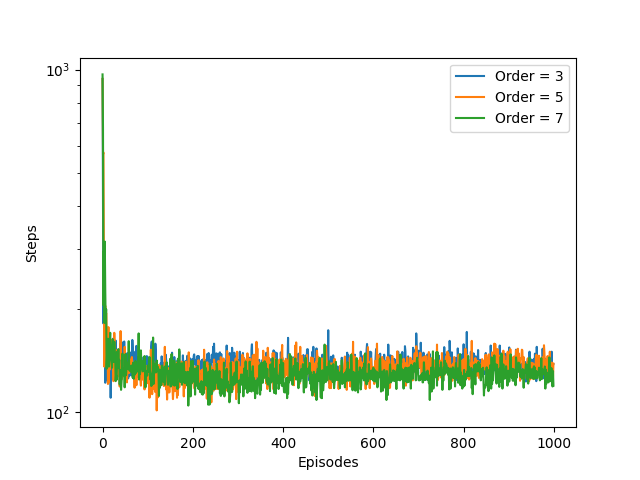 10³
10²
Steps
0
200
400
600
800
1000
Episodes
Order = 3
Order = 5
Order = 7